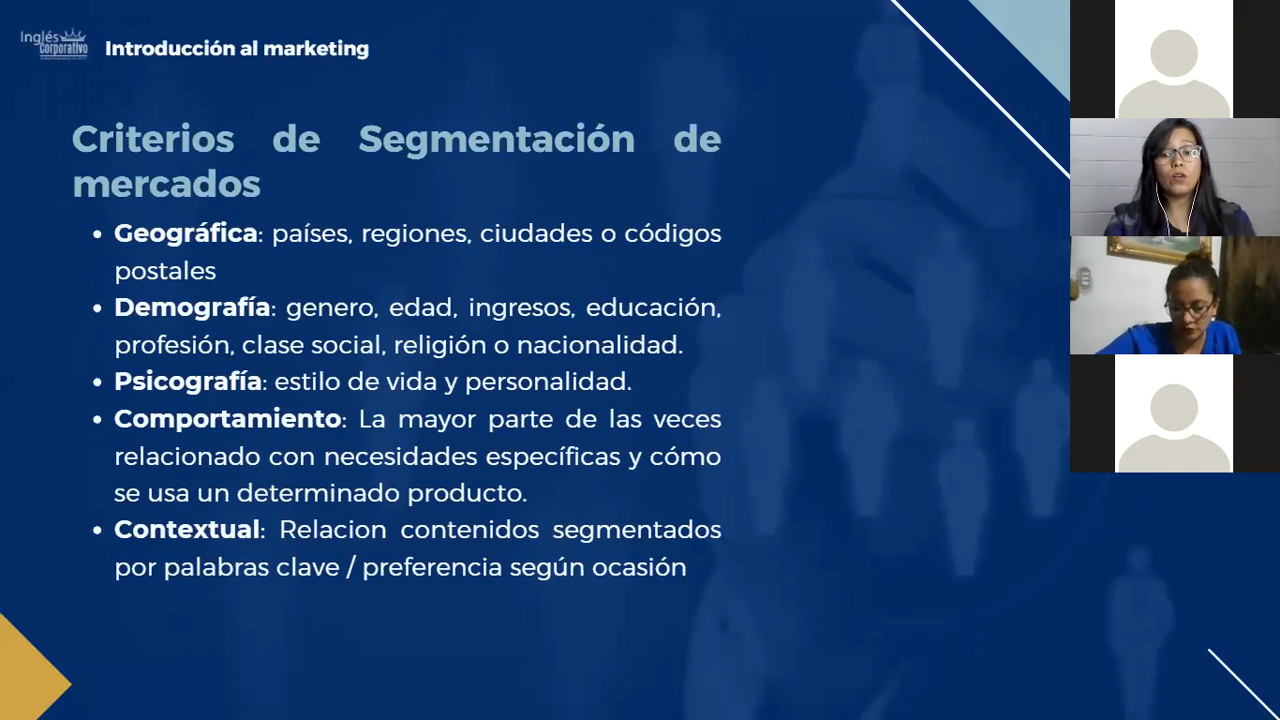 Inglés
Corporativo
Introducción al marketing
Criterios de Segmentación de
mercados
• Geográfica: países, regiones, ciudades o códigos
postales
• Demografía: genero, edad, ingresos, educación,
profesión, clase social, religión o nacionalidad.
• Psicografía: estilo de vida y personalidad.
• Comportamiento: La mayor parte de las veces
relacionado con necesidades específicas y cómo
se usa un determinado producto.
• Contextual: Relacion contenidos segmentados
por palabras clave / preferencia según ocasión